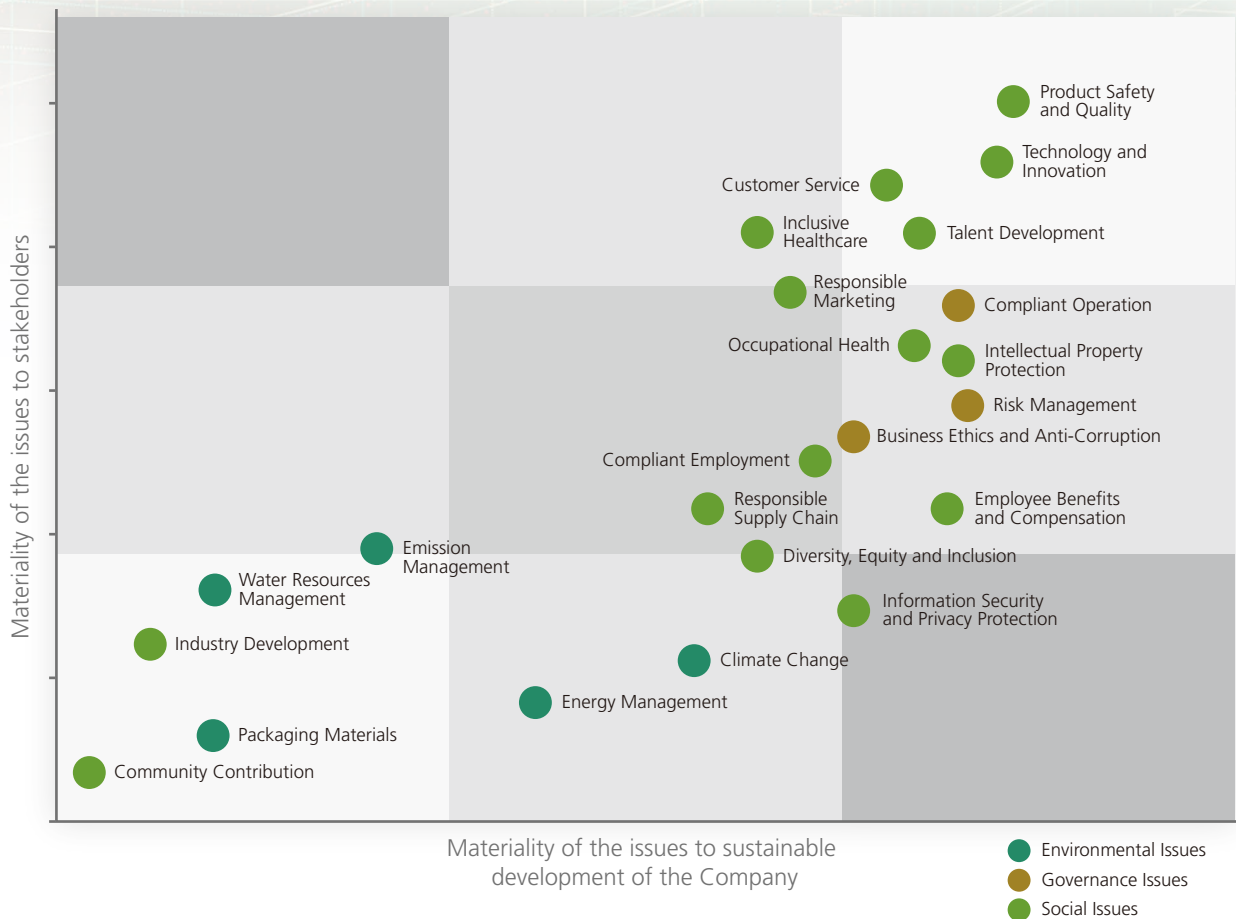 Materiality of the issues to stakeholders
Product Safety
and Quality
Technology and
Innovation
Customer Service
Inclusive
Healthcare
Talent Development
Responsible
Marketing
Compliant Operation
Occupational Health
Intellectual Property
Protection
Risk Management
Business Ethics and Anti-Corruption
Compliant Employment
Responsible
Supply Chain
Employee Benefits
and Compensation
Emission
Management
Diversity, Equity and Inclusion
Water Resources
Management
Information Security
and Privacy Protection
Industry Development
Climate Change
Energy Management
Packaging Materials
Community Contribution
Materiality of the issues to sustainable
development of the Company
Environmental Issues
Governance Issues
Social Issues